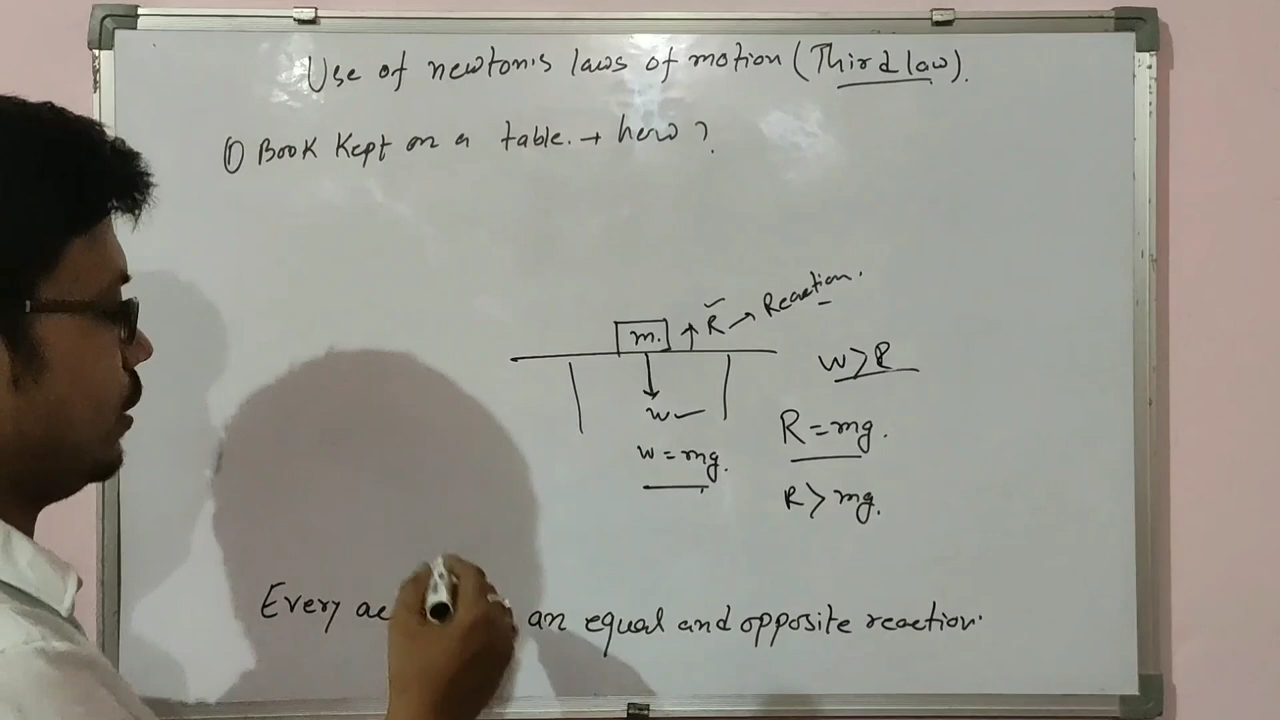 Use of newton's laws of motion (Third law).
① Book Kept on a table. → how ?
m. ↑ R → Reaction.
w
w = mg.
w > R
R = mg.
R > mg.
Every an equal and opposite reaction.